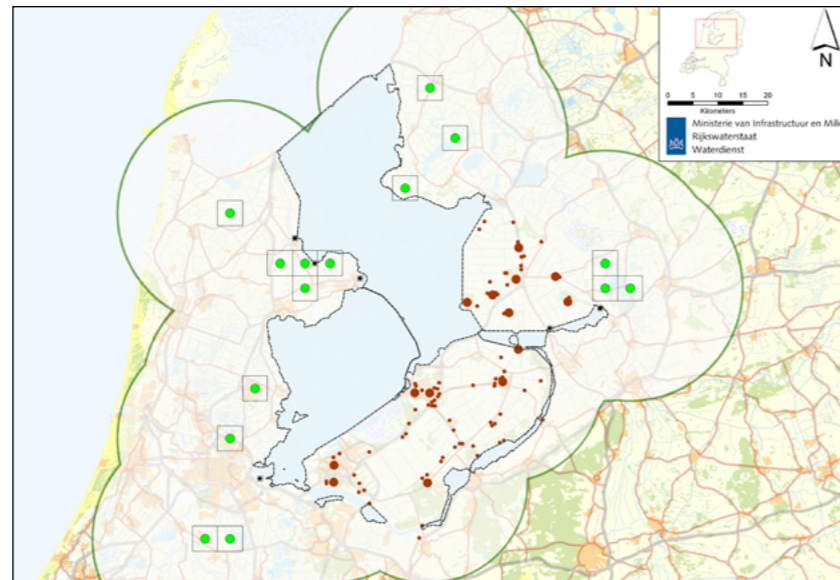 N
0 5 10 15 20
Kilometers
Ministerie van Infrastructuur en Mili
Rijkswaterstaat
Waterdienst